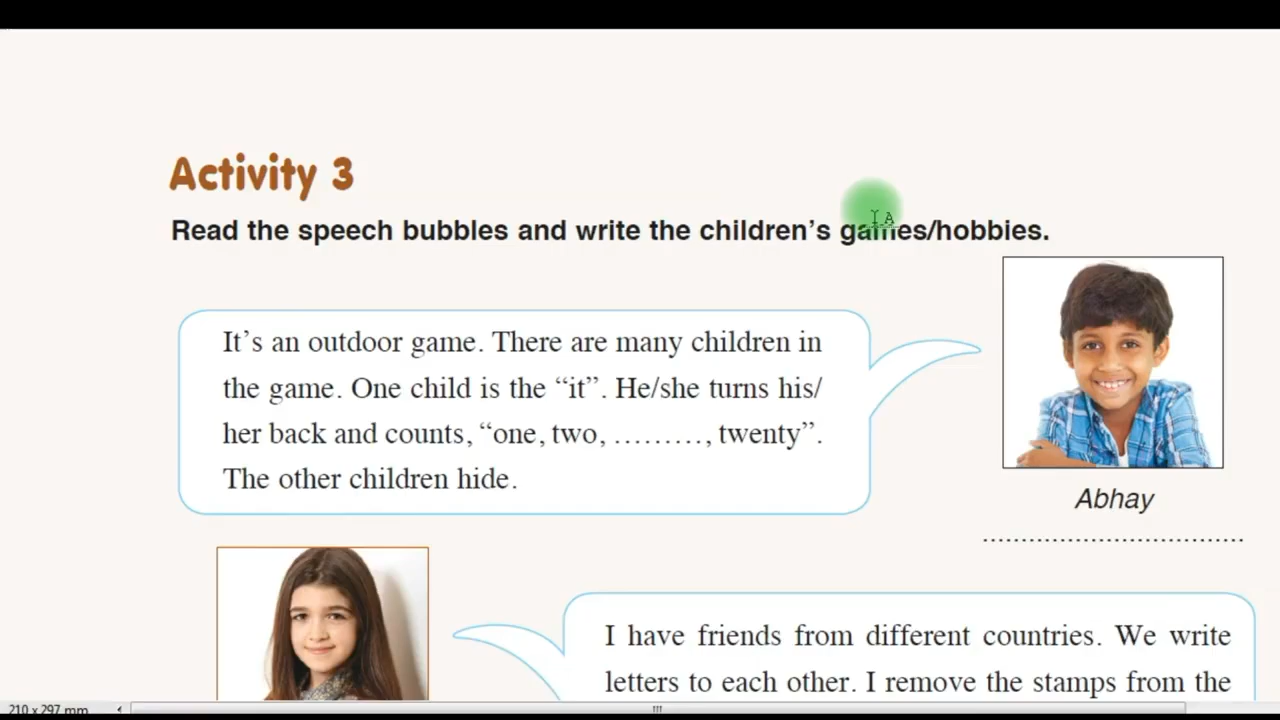 Activity 3
Read the speech bubbles and write the children's games/hobbies.
It's an outdoor game. There are many children in
the game. One child is the “it”. He/she turns his/
her back and counts, “one, two, ………, twenty”.
The other children hide.
Abhay
................................
I have friends from different countries. We write
letters to each other. I remove the stamps from the
210 x 297 mm